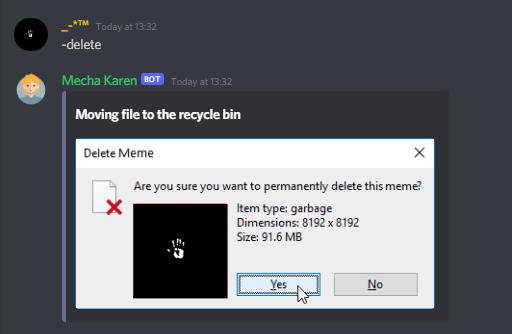 _-*™ Today at 13:32
-delete
Mecha Karen BOT Today at 13:32
Moving file to the recycle bin
Delete Meme
Are you sure you want to permanently delete this meme?
Item type: garbage
Dimensions: 8192 x 8192
Size: 91.6 MB
Yes No